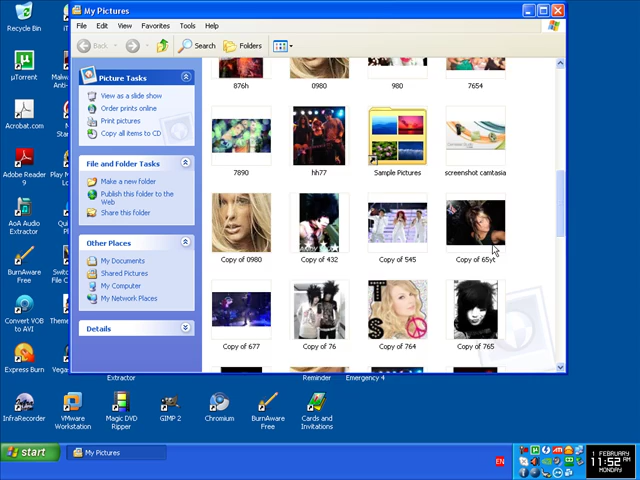 My Pictures
File Edit View Favorites Tools Help
Back Search Folders
Picture Tasks
View as a slide show
Order prints online
Print pictures
Copy all items to CD
File and Folder Tasks
Make a new folder
Publish this folder to the Web
Share this folder
Other Places
My Documents
Shared Pictures
My Computer
My Network Places
Details
876h 0980 980 7654
7890 hh77 Sample Pictures screenshot camtasia
Copy of 0980 Copy of 432 Copy of 545 Copy of 65yt
Copy of 677 Copy of 76 Copy of 764 Copy of 765
Recycle Bin
µTorrent
Acrobat.com
Adobe Reader 9
AoA Audio Extractor
BurnAware Free
Convert VOB to AVI
Express Burn
Extractor
Reminder
Emergency 4
InfraRecorder
VMware Workstation
Magic DVD Ripper
GIMP 2
Chromium
BurnAware Free
Cards and Invitations
start
My Pictures
EN
1 FEBRUARY
11:52 AM
MONDAY